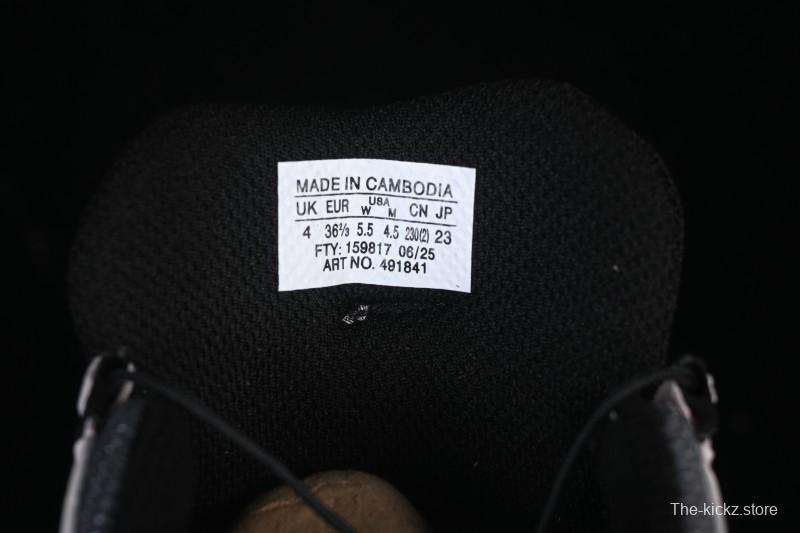 MADE IN CAMBODIA
UK EUR USA W M CN JP
4 36⅔ 5.5 4.5 230(2) 23
FTY: 159817 06/25
ART NO. 491841
The-kickz.store